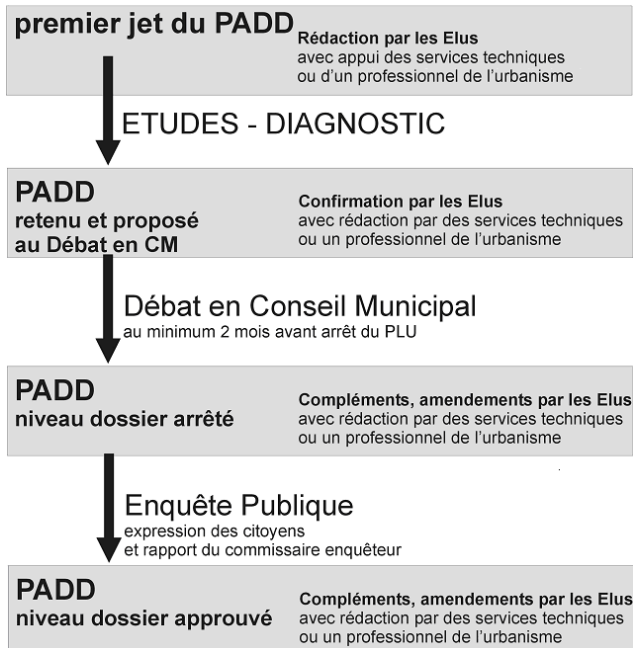 premier jet du PADD
Rédaction par les Elus
avec appui des services techniques
ou d'un professionnel de l'urbanisme
ETUDES - DIAGNOSTIC
PADD
retenu et proposé
au Débat en CM
Confirmation par les Elus
avec rédaction par des services techniques
ou un professionnel de l'urbanisme
Débat en Conseil Municipal
au minimum 2 mois avant arrêt du PLU
PADD
niveau dossier arrêté
Compléments, amendements par les Elus
avec rédaction par des services techniques
ou un professionnel de l'urbanisme
Enquête Publique
expression des citoyens
et rapport du commissaire enquêteur
PADD
niveau dossier approuvé
Compléments, amendements par les Elus
avec rédaction par des services techniques
ou un professionnel de l'urbanisme